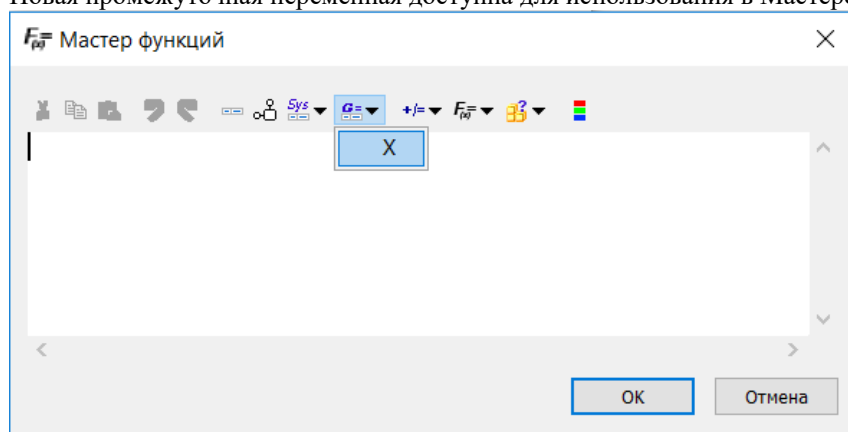 Новая промежуточная переменная доступна для использования в Мастере
F(x)= Мастер функций
Sys G= +/= F(x)=
X
OK
Отмена